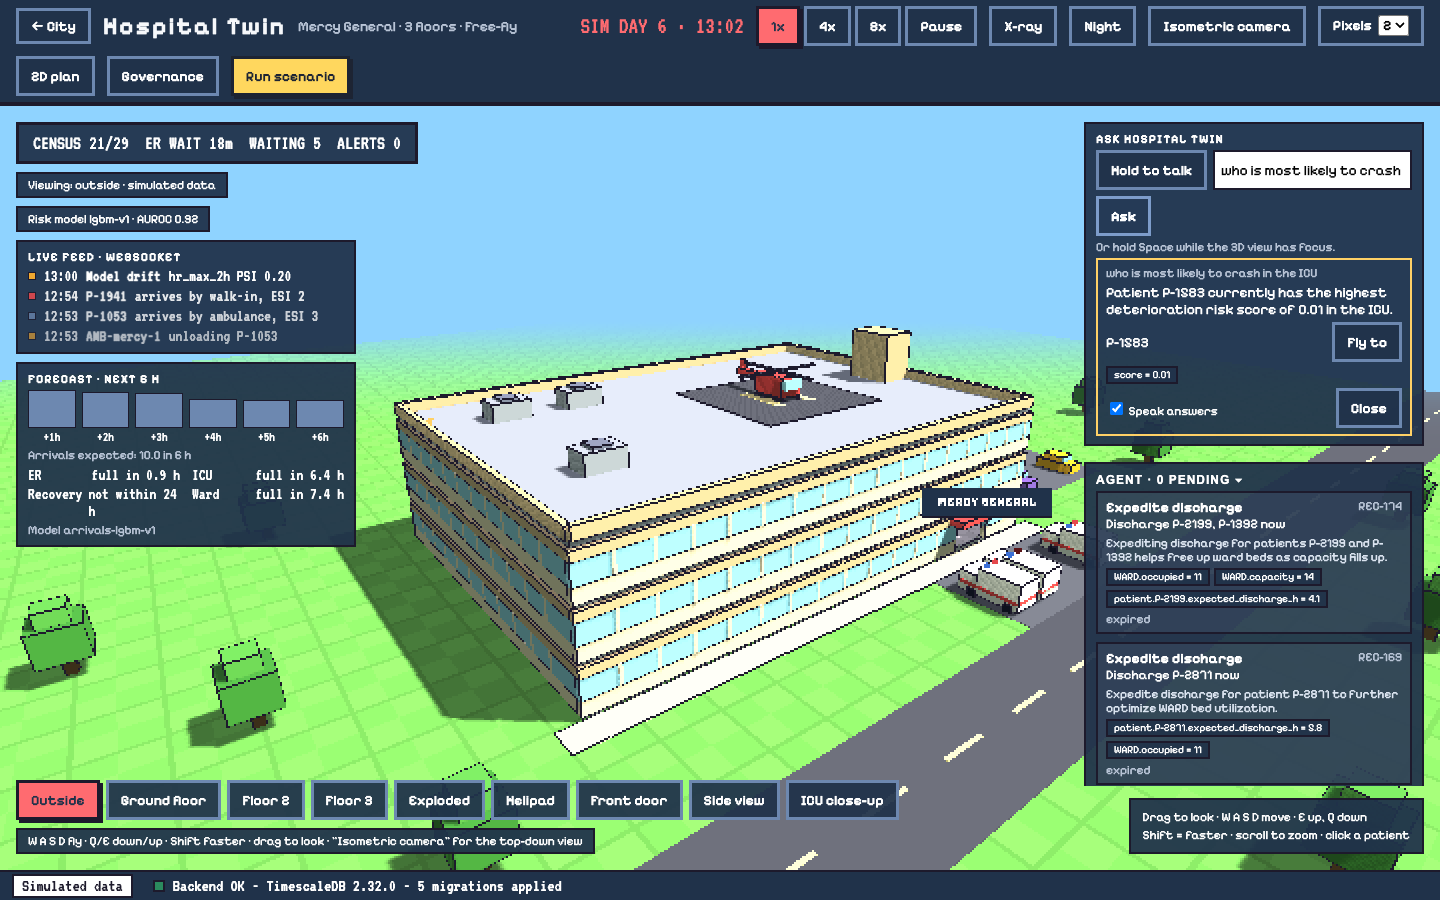 ← City
Hospital Twin
Mercy General · 3 floors · Free-fly
SIM DAY 6 · 13:02
1x
4x
8x
Pause
X-ray
Night
Isometric camera
Pixels 2
2D plan
Governance
Run scenario
CENSUS 21/29 ER WAIT 18m WAITING 5 ALERTS 0
Viewing: outside · simulated data
Risk model lgbm-v1 · AUROC 0.92
LIVE FEED · WEBSOCKET
13:00 Model drift hr_max_2h PSI 0.20
12:54 P-1941 arrives by walk-in, ESI 2
12:53 P-1053 arrives by ambulance, ESI 3
12:53 AMB-mercy-1 unloading P-1053
FORECAST · NEXT 6 H
+1h +2h +3h +4h +5h +6h
Arrivals expected: 10.0 in 6 h
ER full in 0.9 h ICU full in 6.4 h
Recovery not within 24 h Ward full in 7.4 h
Model arrivals-lgbm-v1
MERCY GENERAL
ASK HOSPITAL TWIN
Hold to talk
who is most likely to crash
Ask
Or hold Space while the 3D view has focus.
who is most likely to crash in the ICU
Patient P-1583 currently has the highest
deterioration risk score of 0.01 in the ICU.
P-1583
Fly to
score = 0.01
Speak answers
Close
AGENT · 0 PENDING
Expedite discharge
REC-174
Discharge P-2199, P-1392 now
Expediting discharge for patients P-2199 and P-
1392 helps free up ward beds as capacity fills up.
WARD.occupied = 11
WARD.capacity = 14
patient.P-2199.expected_discharge_h = 4.1
expired
Expedite discharge
REC-169
Discharge P-2871 now
Expedite discharge for patient P-2871 to further
optimize WARD bed utilization.
patient.P-2871.expected_discharge_h = 5.8
WARD.occupied = 11
expired
Outside
Ground floor
Floor 2
Floor 3
Exploded
Helipad
Front door
Side view
ICU close-up
W A S D fly · Q/E down/up · Shift faster · drag to look · "Isometric camera" for the top-down view
Drag to look · W A S D move · E up, Q down
Shift = faster · scroll to zoom · click a patient
Simulated data
Backend OK - TimescaleDB 2.32.0 - 5 migrations applied